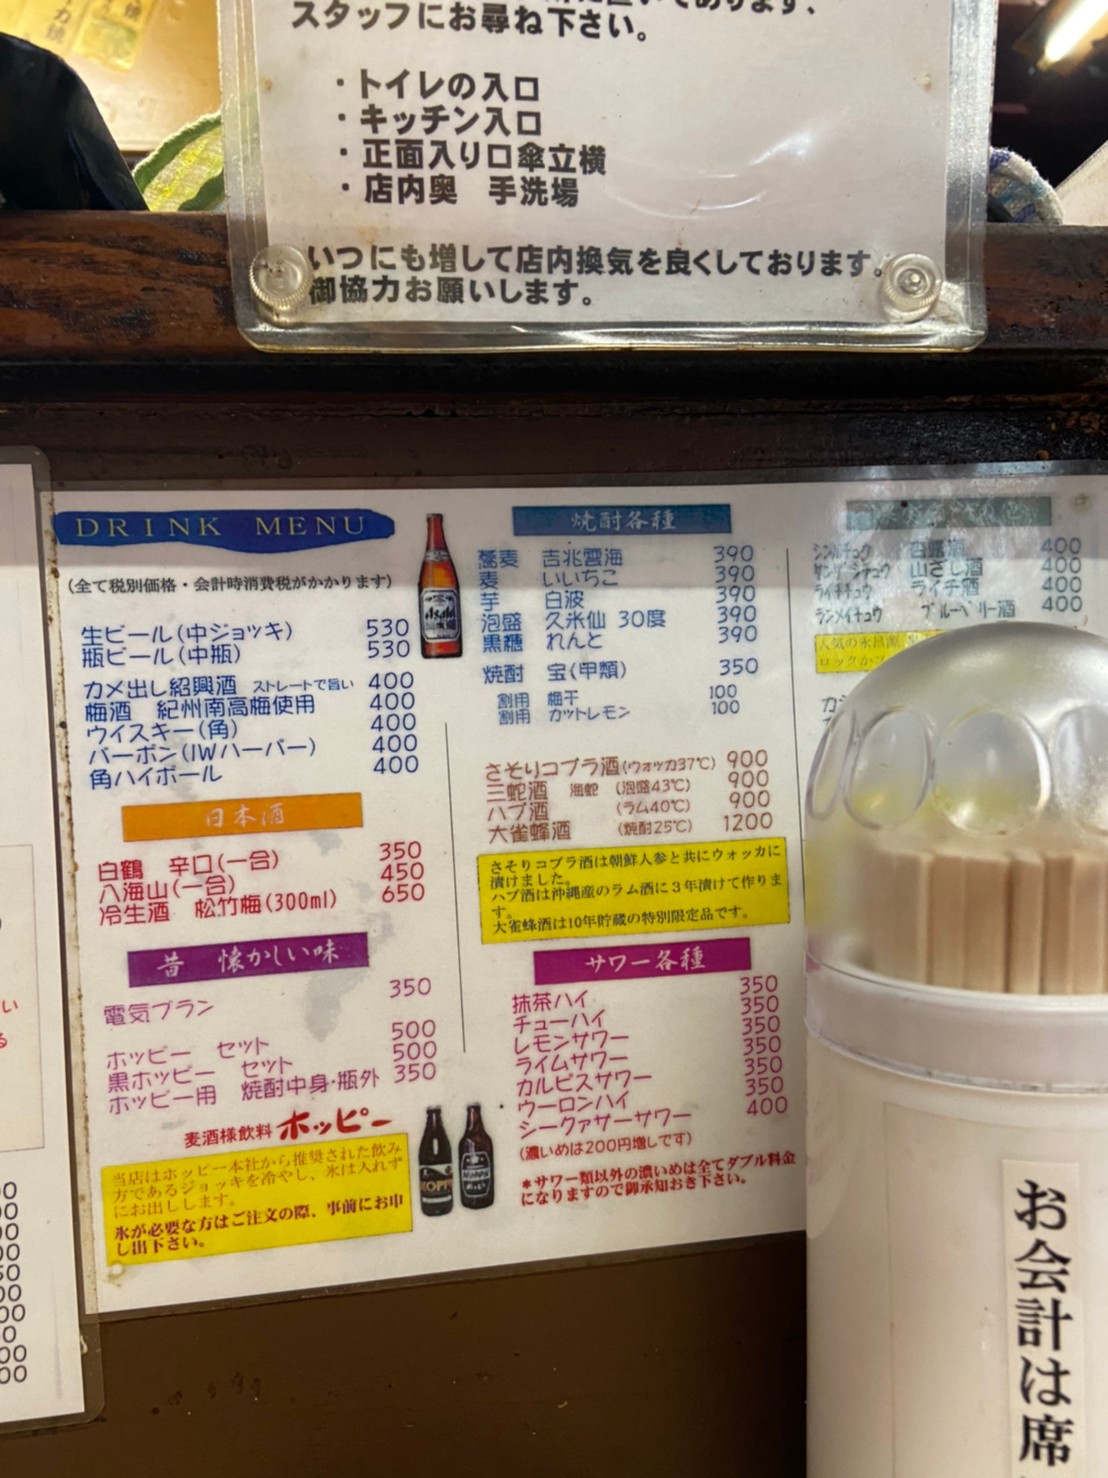 スタッフにお尋ね下さい。
・トイレの入口
・キッチン入口
・正面入り口傘立横
・店内奥 手洗場
いつにも増して店内換気を良くしております。
御協力お願いします。
DRINK MENU
(全て税別価格・会計時消費税がかかります)
生ビール(中ジョッキ) 530
瓶ビール(中瓶) 530
カメ出し紹興酒 ストレートで旨い 400
梅酒 紀州南高梅使用 400
ウイスキー(角) 400
バーボン(IWハーパー) 400
角ハイボール 400
日本酒
白鶴 辛口(一合) 350
八海山(一合) 450
冷生酒 松竹梅(300ml) 650
昔 懐かしい味
電気ブラン 350
ホッピー セット 500
黒ホッピー セット 500
ホッピー用 焼酎中身・瓶外 350
麦酒様飲料 ホッピー
当店はホッピー本社から推奨された飲み
方であるジョッキを冷やし、氷は入れず
にお出しします。
氷が必要な方はご注文の際、事前にお申
し出下さい。
Asahi
HOPPY
焼酎各種
蕎麦 吉兆雲海 390
麦 いいちこ 390
芋 白波 390
泡盛 久米仙 30度 390
黒糖 れんと 390
焼酎 宝(甲類) 350
割用 梅干 100
割用 カットレモン 100
さそりコブラ酒(ウォッカ37℃) 900
三蛇酒 海蛇 (泡盛43℃) 900
ハブ酒 (ラム40℃) 900
大雀蜂酒 (焼酎25℃) 1200
さそりコブラ酒は朝鮮人参と共にウォッカに
漬けました。
ハブ酒は沖縄産のラム酒に3年漬けて作りま
す。
大雀蜂酒は10年貯蔵の特別限定品です。
サワー各種
抹茶ハイ 350
チューハイ 350
レモンサワー 350
ライムサワー 350
カルピスサワー 350
ウーロンハイ 350
シークァサーサワー 400
(濃いめは200円増しです)
*サワー類以外の濃いめは全てダブル料金
になりますので御承知おき下さい。
400
山ざし酒 400
ライチチュウ ライチ酒 400
ランメイチュウ ブルーベリー酒 400
お会計は席